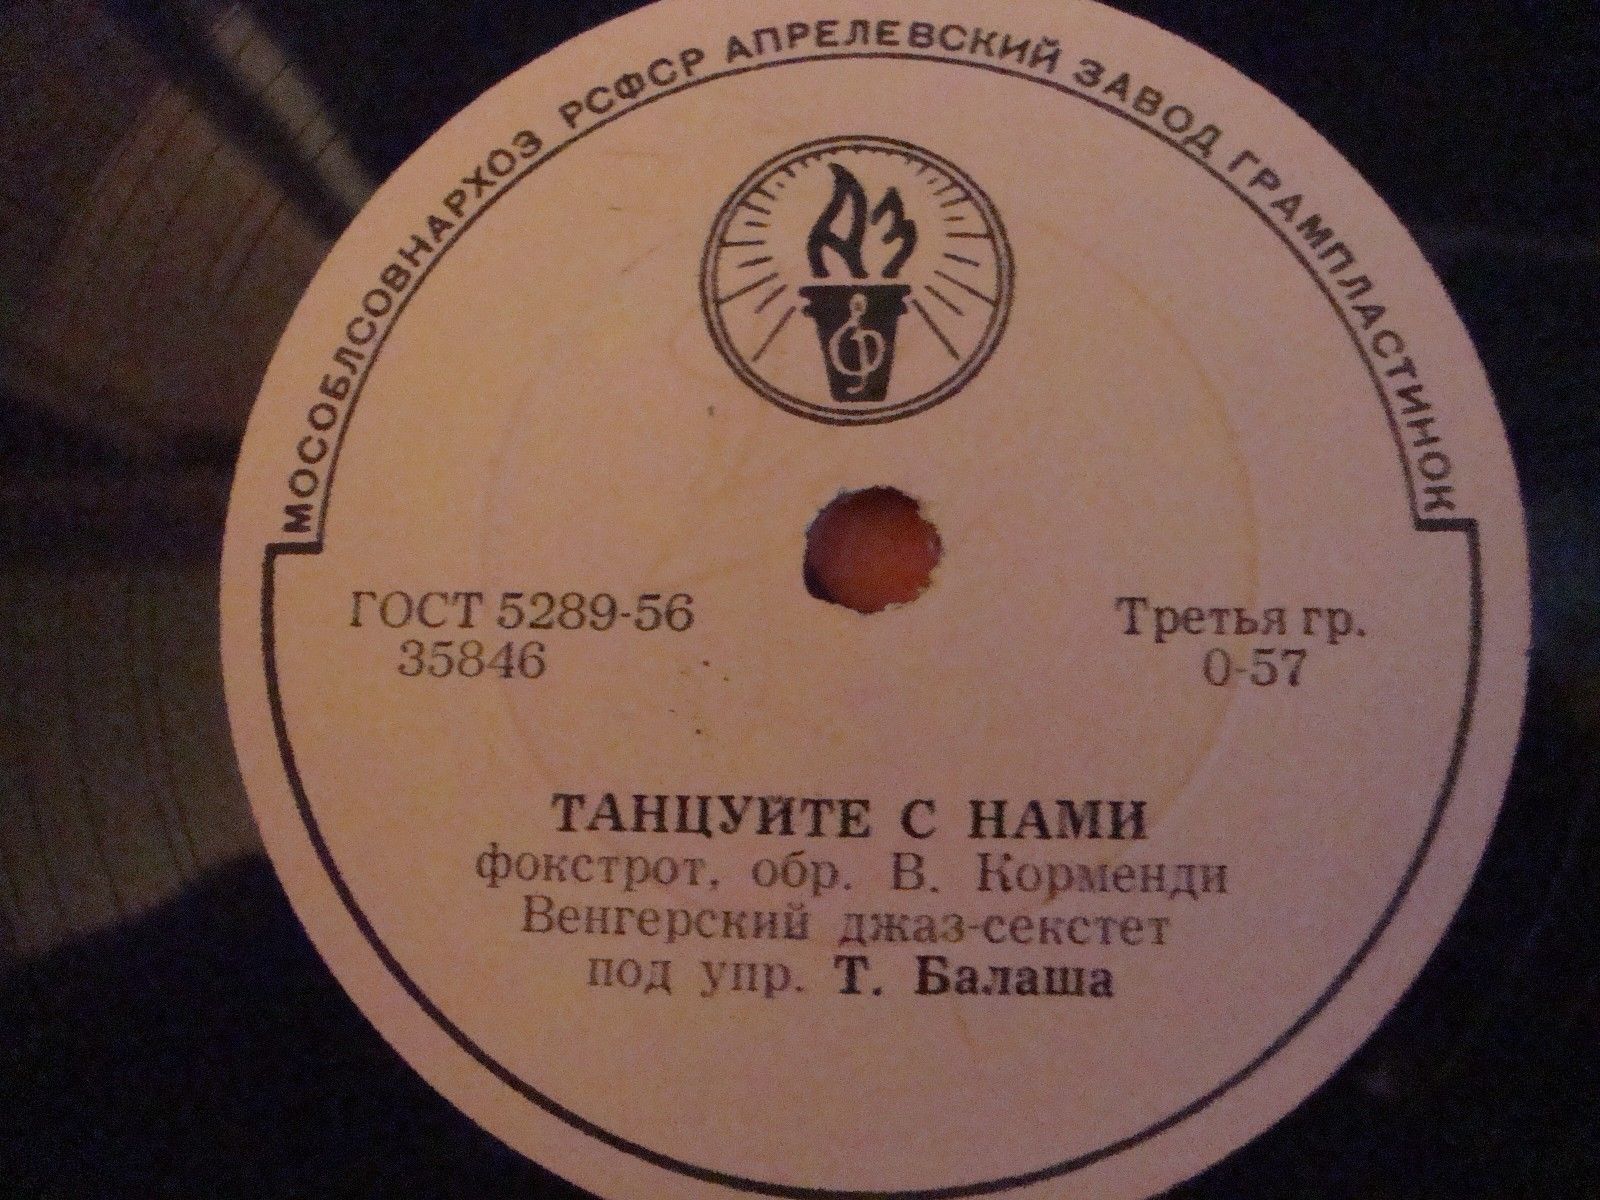 МОСОБЛСОВНАРХОЗ РСФСР АПРЕЛЕВСКИЙ ЗАВОД ГРАМПЛАСТИНОК
АЗ
ГОСТ 5289-56
35846
Третья гр.
0-57
ТАНЦУЙТЕ С НАМИ
фокстрот, обр. В. Корменди
Венгерский джаз-секстет
под упр. Т. Балаша